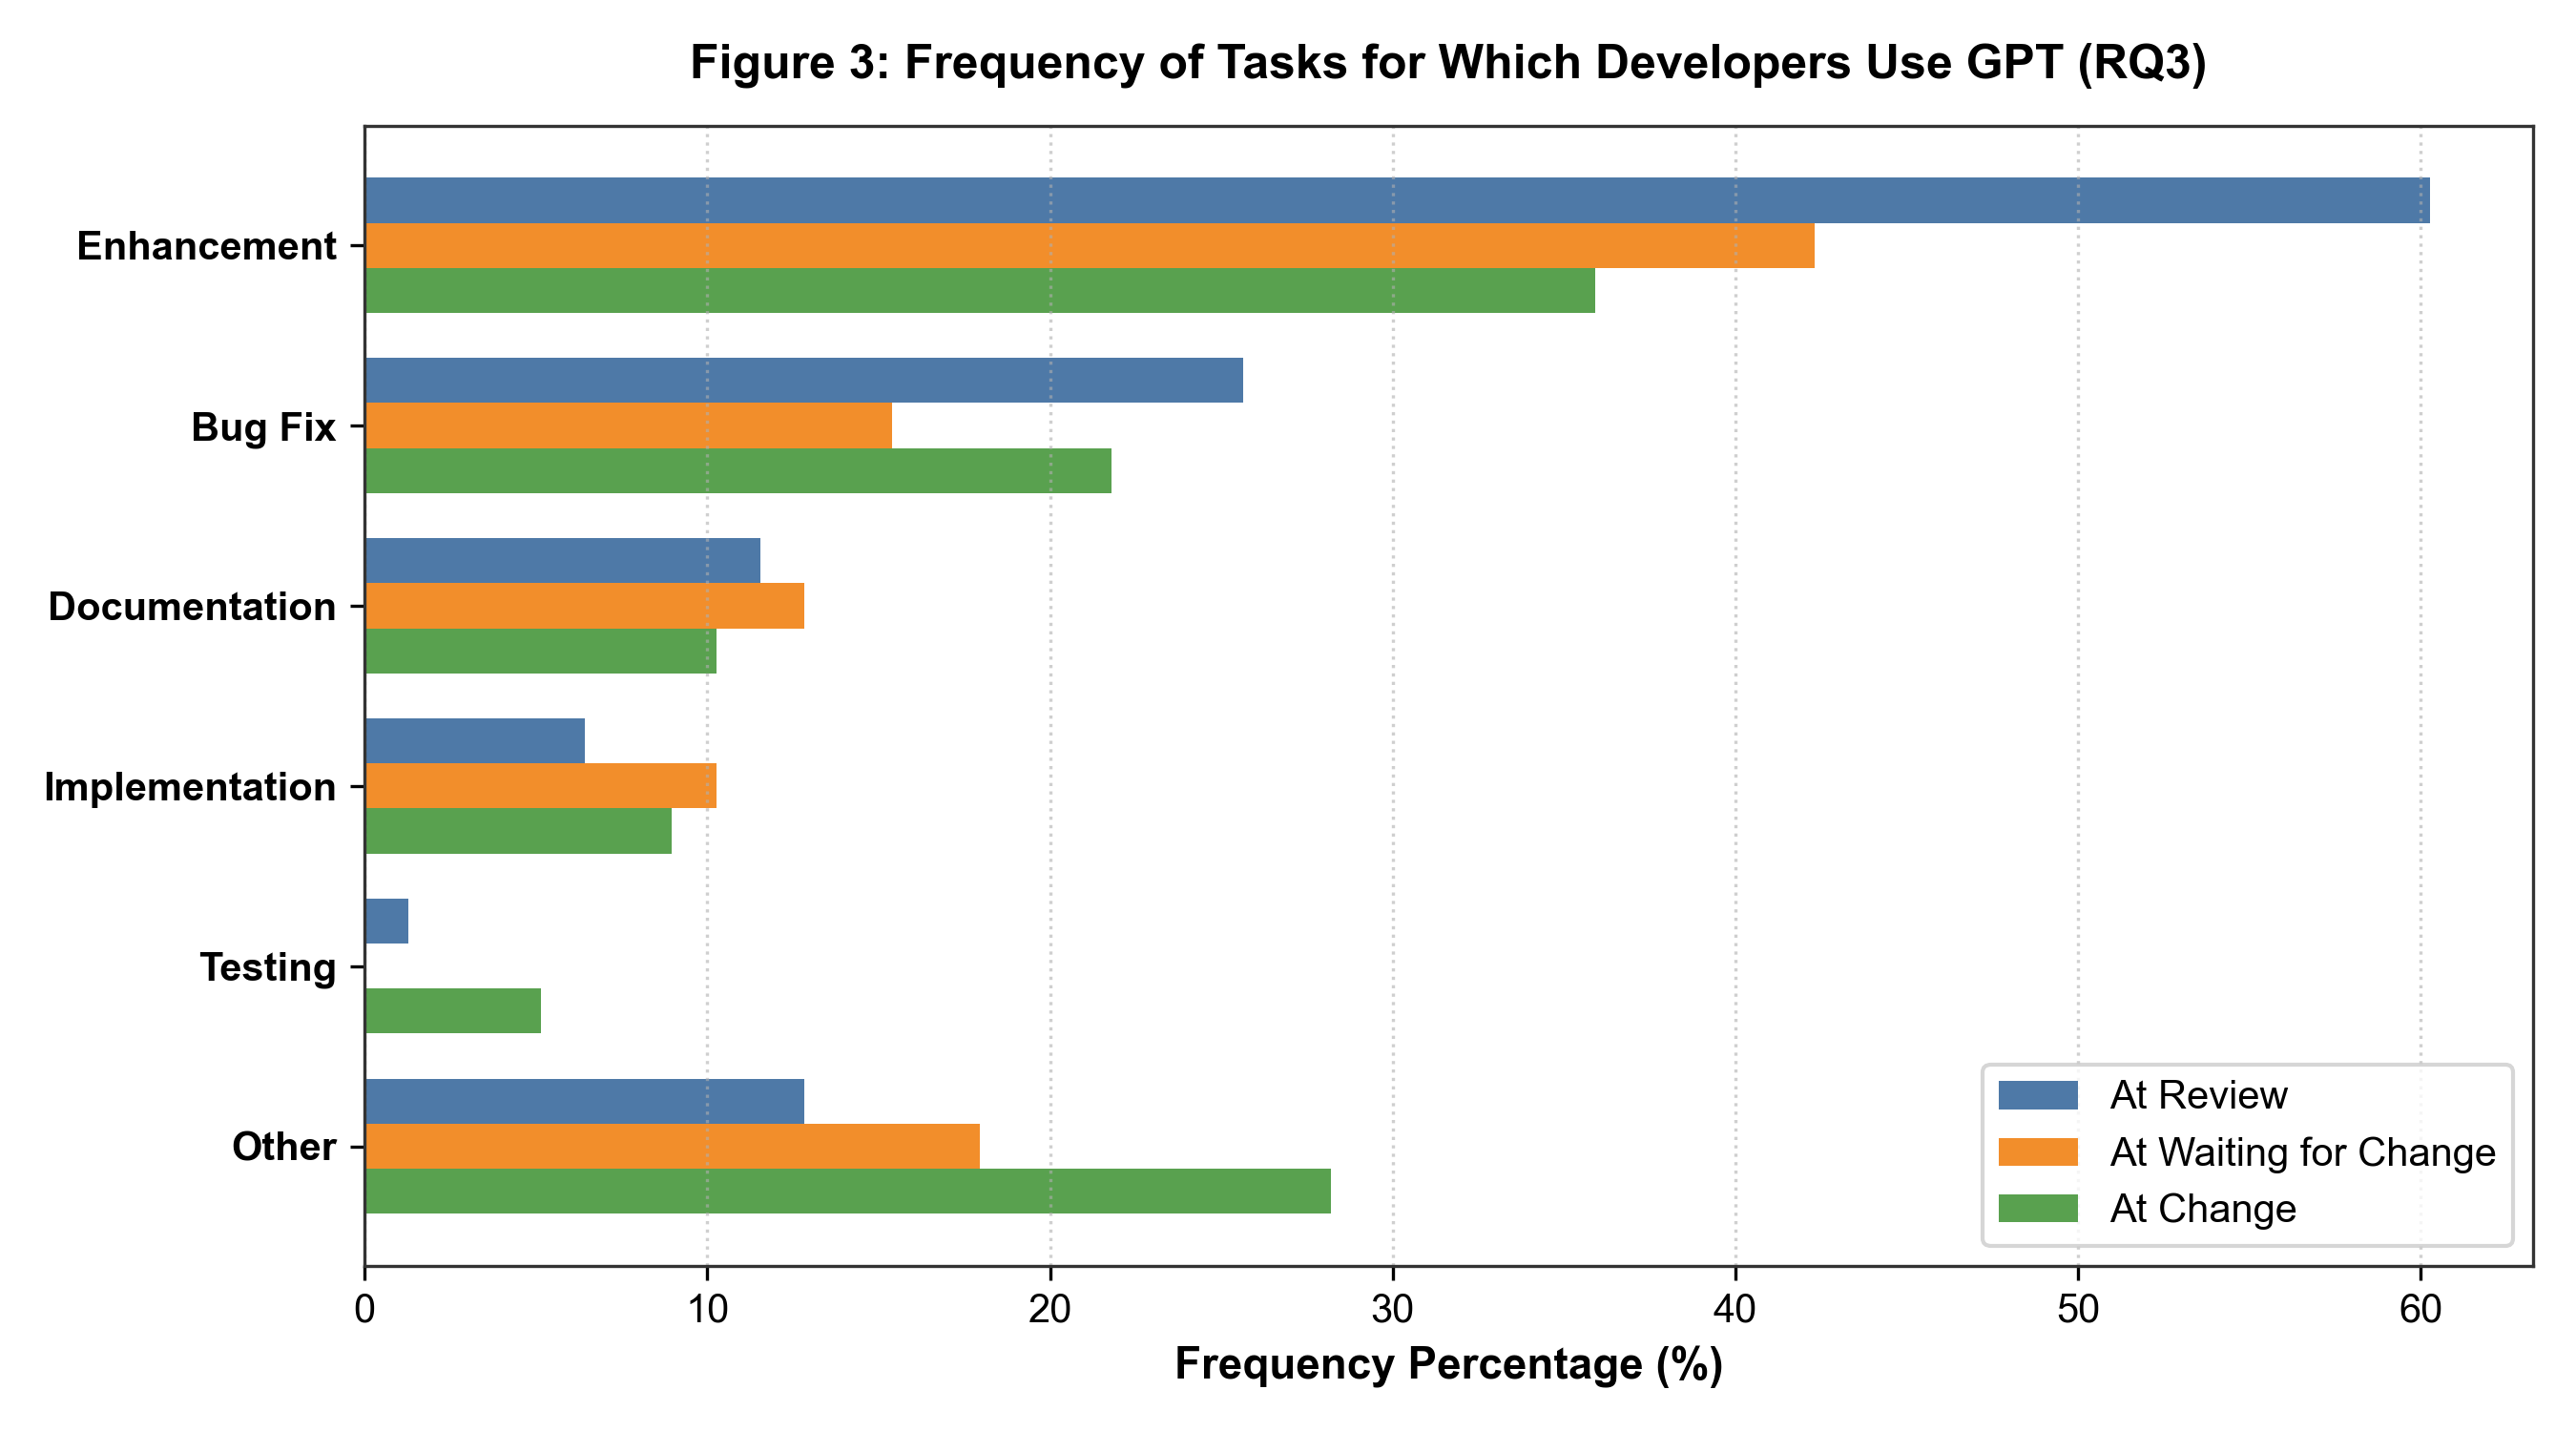 Figure 3: Frequency of Tasks for Which Developers Use GPT (RQ3)
Enhancement
Bug Fix
Documentation
Implementation
Testing
Other
At Review
At Waiting for Change
At Change
0 10 20 30 40 50 60
Frequency Percentage (%)